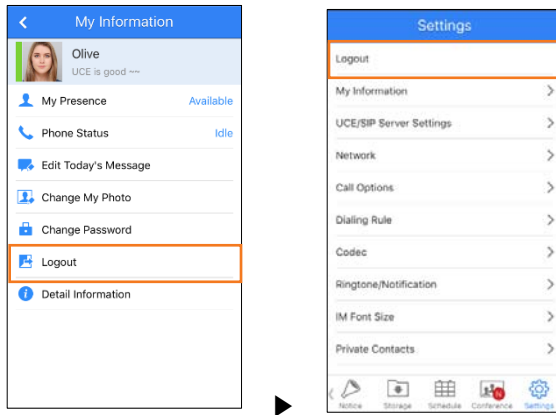 My Information
Olive
UCE is good ~~
My Presence Available
Phone Status Idle
Edit Today's Message
Change My Photo
Change Password
Logout
Detail Information
Settings
Logout
My Information
UCE/SIP Server Settings
Network
Call Options
Dialing Rule
Codec
Ringtone/Notification
IM Font Size
Private Contacts
Notice Storage Schedule Conference Settings
N